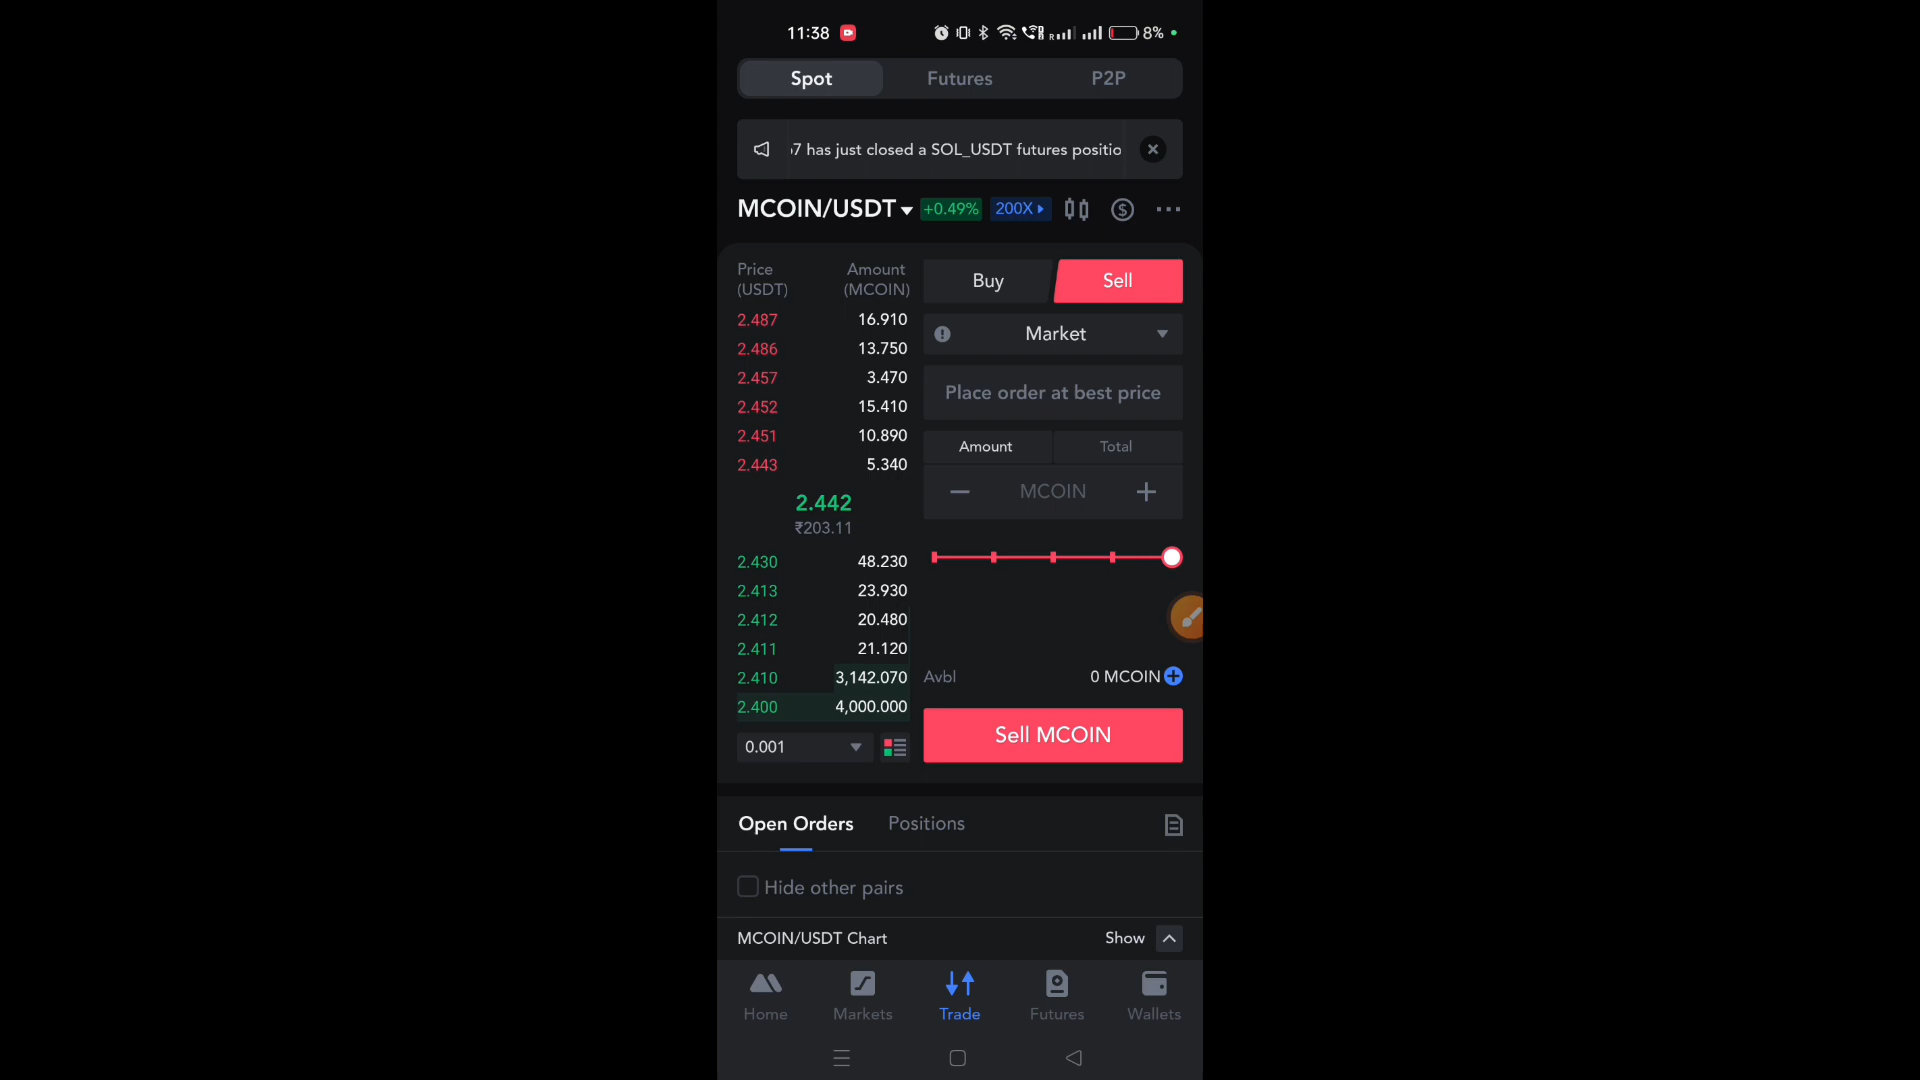 11:38
R
8%
Spot Futures P2P
57 has just closed a SOL_USDT futures positio
MCOIN/USDT +0.49% 200X
Price Amount
(USDT) (MCOIN)
2.487 16.910
2.486 13.750
2.457 3.470
2.452 15.410
2.451 10.890
2.443 5.340
2.442
₹203.11
2.430 48.230
2.413 23.930
2.412 20.480
2.411 21.120
2.410 3,142.070
2.400 4,000.000
0.001
Buy Sell
Market
Place order at best price
Amount Total
MCOIN
Avbl 0 MCOIN
Sell MCOIN
Open Orders Positions
Hide other pairs
MCOIN/USDT Chart Show
Home Markets Trade Futures Wallets